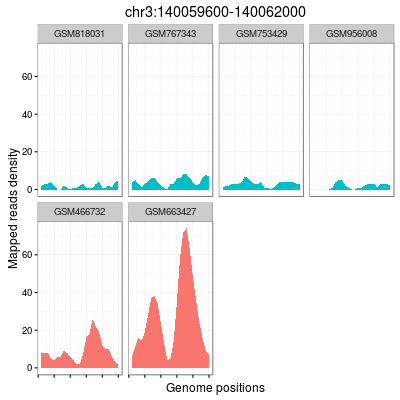 chr3:140059600-140062000
GSM818031 GSM767343 GSM753429 GSM956008
60
40
20
0
Mapped reads density
GSM466732 GSM663427
60
40
20
0
Genome positions